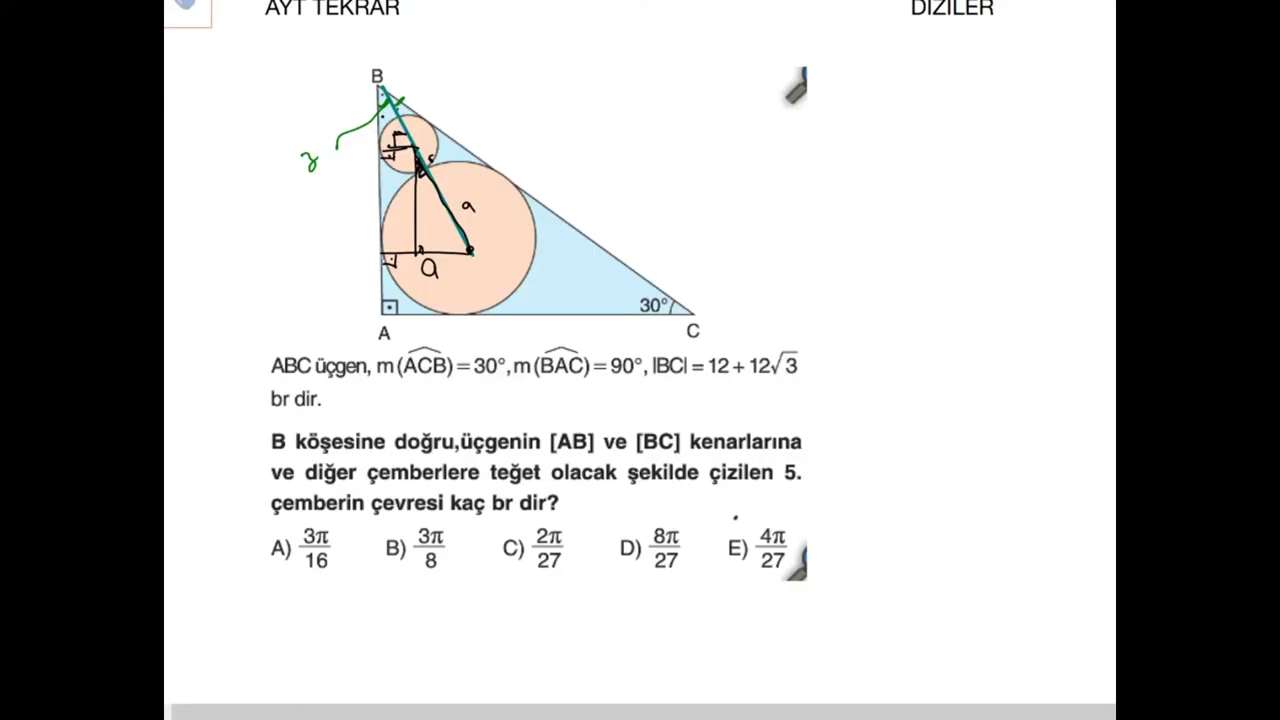 AYT TEKRAR DİZİLER
B
r
a
a
A
30°
C
ABC üçgen, m(ACB) = 30°, m(BAC) = 90°, |BC| = 12 + 12√3
br dir.
B köşesine doğru,üçgenin [AB] ve [BC] kenarlarına
ve diğer çemberlere teğet olacak şekilde çizilen 5.
çemberin çevresi kaç br dir?
A) 3π/16 B) 3π/8 C) 2π/27 D) 8π/27 E) 4π/27